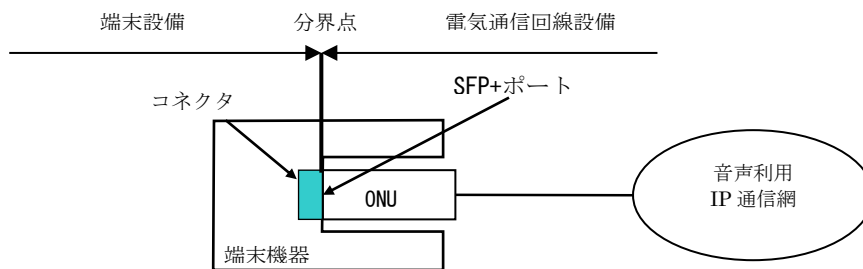 端末設備
分界点
電気通信回線設備
コネクタ
SFP+ポート
ONU
音声利用
IP 通信網
端末機器